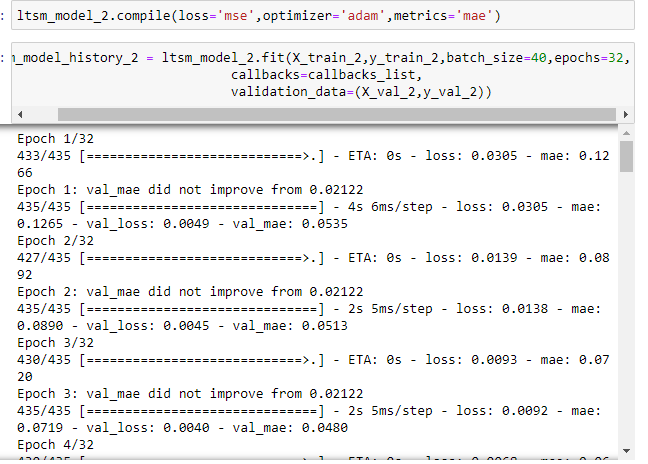 : ltsm_model_2.compile(loss='mse',optimizer='adam',metrics='mae')
: m_model_history_2 = ltsm_model_2.fit(X_train_2,y_train_2,batch_size=40,epochs=32,
callbacks=callbacks_list,
validation_data=(X_val_2,y_val_2))
Epoch 1/32
433/435 [============================>.] - ETA: 0s - loss: 0.0305 - mae: 0.12
66
Epoch 1: val_mae did not improve from 0.02122
435/435 [==============================] - 4s 6ms/step - loss: 0.0305 - mae:
0.1265 - val_loss: 0.0049 - val_mae: 0.0535
Epoch 2/32
427/435 [============================>.] - ETA: 0s - loss: 0.0139 - mae: 0.08
92
Epoch 2: val_mae did not improve from 0.02122
435/435 [==============================] - 2s 5ms/step - loss: 0.0138 - mae:
0.0890 - val_loss: 0.0045 - val_mae: 0.0513
Epoch 3/32
430/435 [============================>.] - ETA: 0s - loss: 0.0093 - mae: 0.07
20
Epoch 3: val_mae did not improve from 0.02122
435/435 [==============================] - 2s 5ms/step - loss: 0.0092 - mae:
0.0719 - val_loss: 0.0040 - val_mae: 0.0480
Epoch 4/32